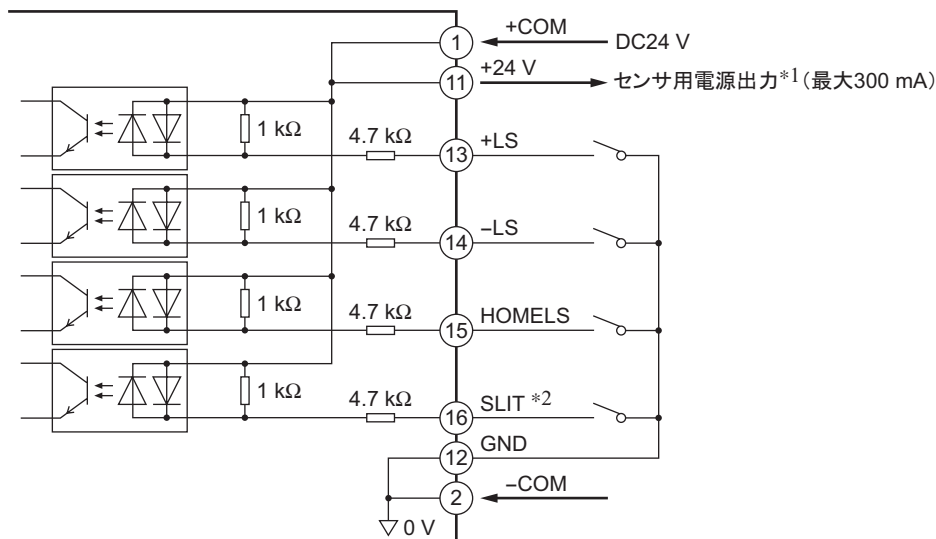 1 +COM DC24 V
11 +24 V センサ用電源出力*1(最大300 mA)
1 kΩ
4.7 kΩ 13 +LS
1 kΩ
4.7 kΩ 14 −LS
1 kΩ
4.7 kΩ 15 HOMELS
1 kΩ
4.7 kΩ 16 SLIT *2
12 GND
2 −COM
0 V